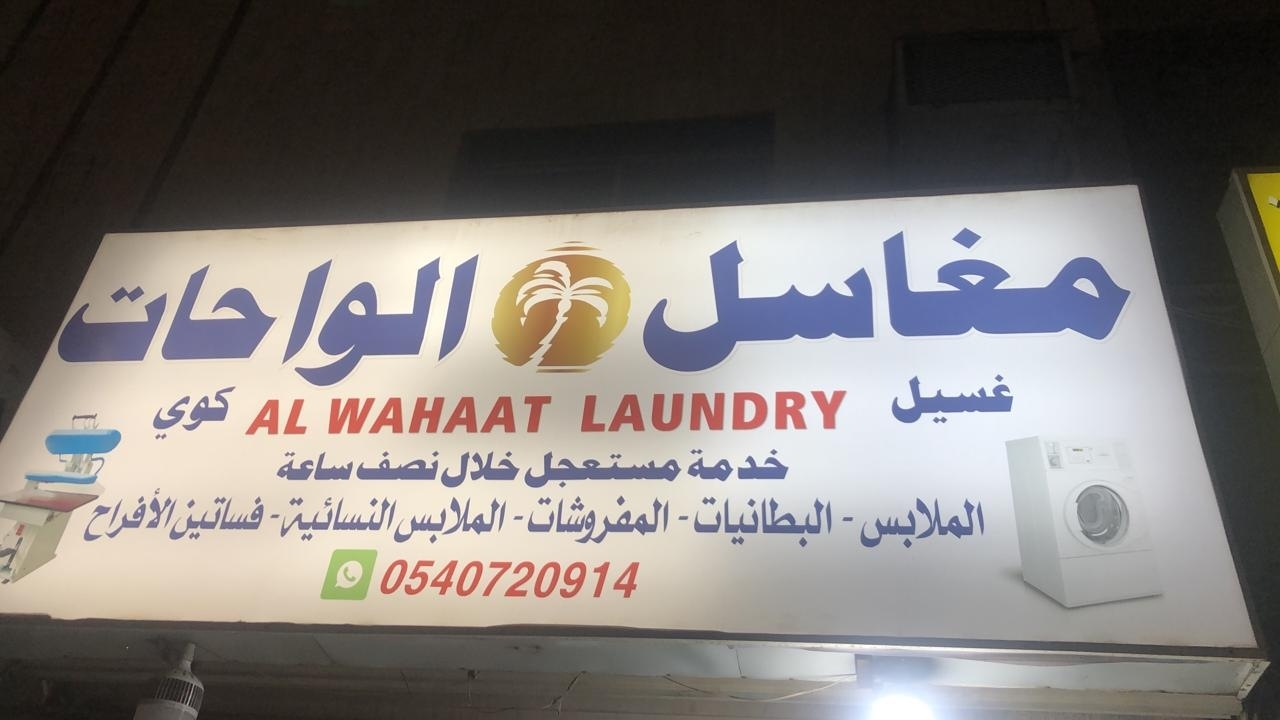 مغاسل الواحات
غسيل AL WAHAAT LAUNDRY كوي
خدمة مستعجل خلال نصف ساعة
الملابس - البطانيات - المفروشات - الملابس النسائية - فساتين الأفراح
0540720914